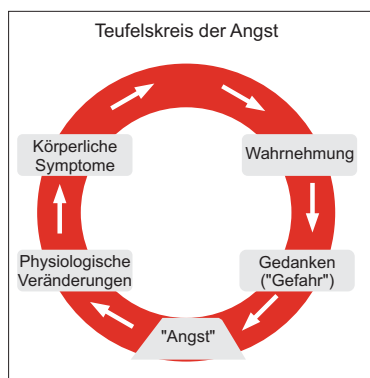 Teufelskreis der Angst
Körperliche
Symptome
Wahrnehmung
Physiologische
Veränderungen
Gedanken
("Gefahr")
"Angst"